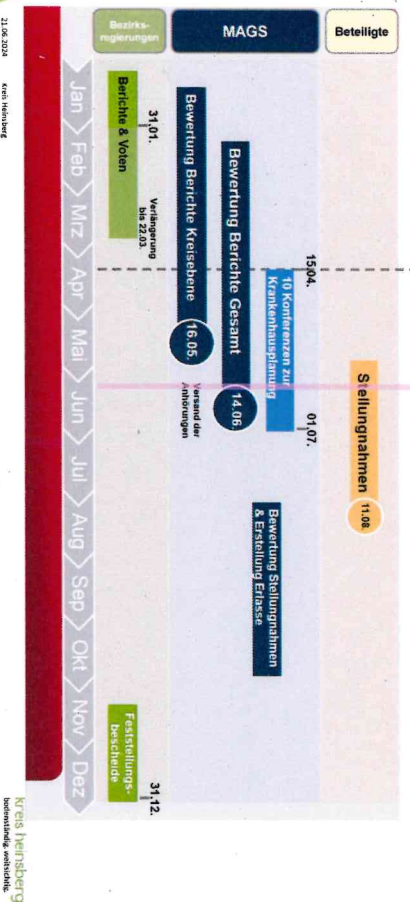 Beteiligte
Stellungnahmen
11.08.
MAGS
15.04.
10 Konferenzen zur
Krankenhausplanung
01.07.
Bewertung Stellungnahmen
& Erstellung Erlasse
Bewertung Berichte Gesamt
14.06.
Bewertung Berichte Kreisebene
16.05.
Versand der
Anhörungen
Bezirks-
regierungen
31.01.
Verlängerung
bis 22.03.
Berichte & Voten
31.12.
Feststellungs-
bescheide
Jan Feb Mrz Apr Mai Jun Jul Aug Sep Okt Nov Dez
21.06.2024
Kreis Heinsberg
kreis heinsberg
bodenständig. weitsichtig.